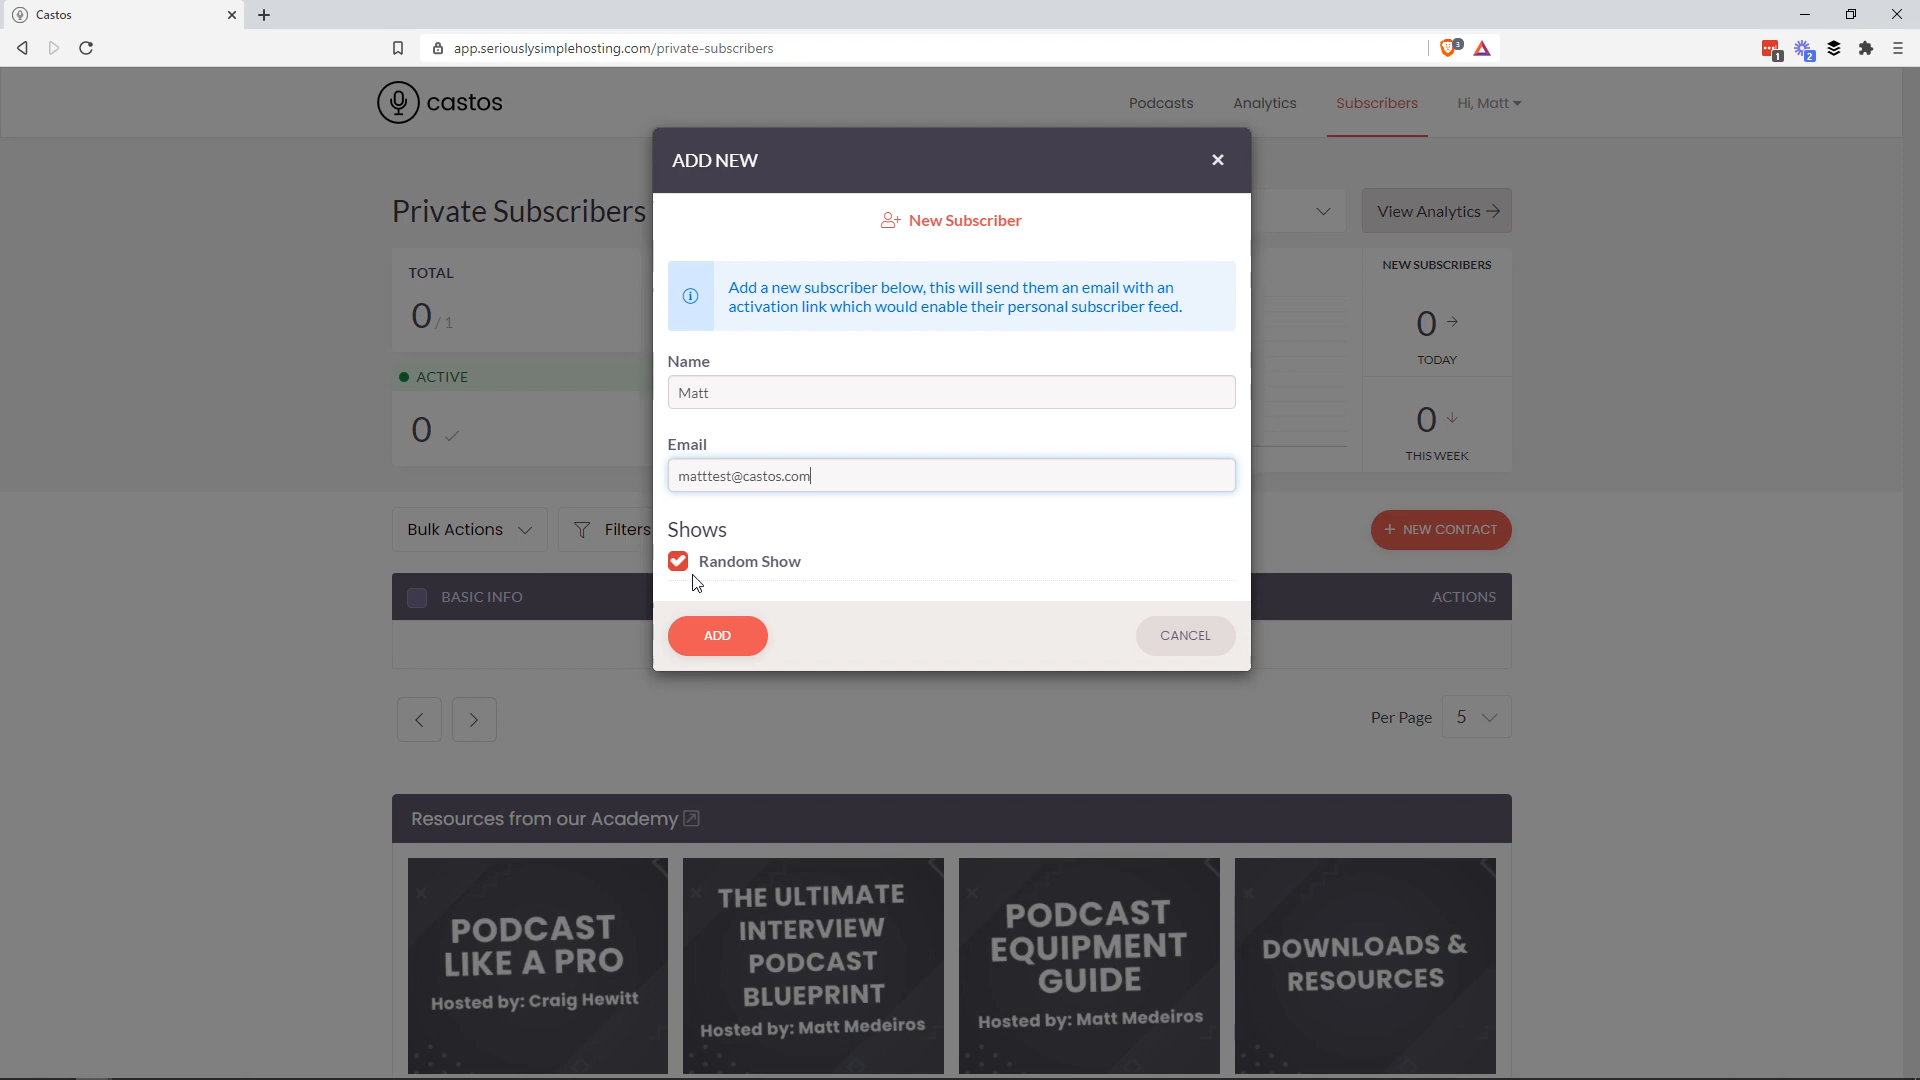 Castos
app.seriouslysimplehosting.com/private-subscribers
3
1
2
castos
Podcasts
Analytics
Subscribers
Hi, Matt
ADD NEW
Private Subscribers
View Analytics
New Subscriber
TOTAL
0 / 1
NEW SUBSCRIBERS
Add a new subscriber below, this will send them an email with an
activation link which would enable their personal subscriber feed.
0
TODAY
Name
ACTIVE
Matt
0
0
THIS WEEK
Email
matttest@castos.com
Shows
Bulk Actions
Filters
+ NEW CONTACT
Random Show
BASIC INFO
ACTIONS
ADD
CANCEL
Per Page
5
Resources from our Academy
PODCAST
LIKE A PRO
Hosted by: Craig Hewitt
THE ULTIMATE
INTERVIEW
PODCAST
BLUEPRINT
Hosted by: Matt Medeiros
PODCAST
EQUIPMENT
GUIDE
Hosted by: Matt Medeiros
DOWNLOADS &
RESOURCES